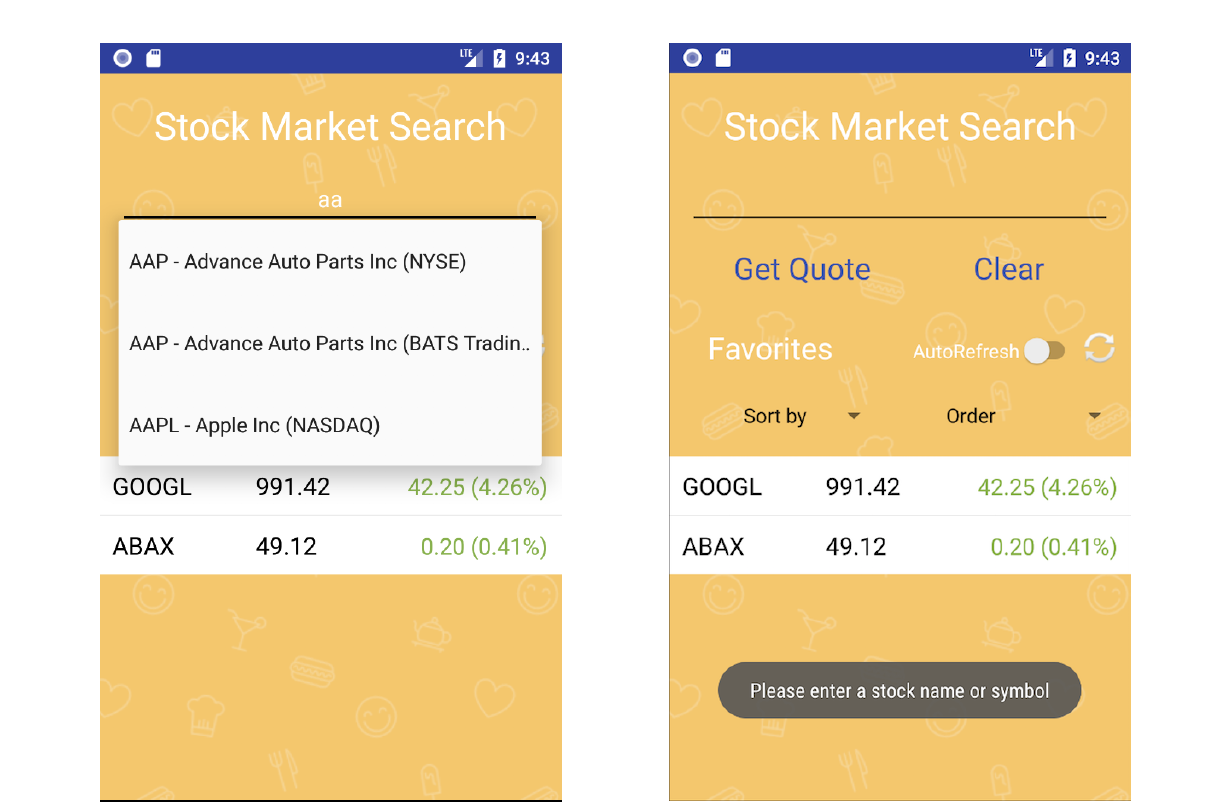 LTE 9:43
Stock Market Search
aa
AAP - Advance Auto Parts Inc (NYSE)
AAP - Advance Auto Parts Inc (BATS Tradin..
AAPL - Apple Inc (NASDAQ)
GOOGL 991.42 42.25 (4.26%)
ABAX 49.12 0.20 (0.41%)
LTE 9:43
Stock Market Search
Get Quote Clear
Favorites AutoRefresh
Sort by Order
GOOGL 991.42 42.25 (4.26%)
ABAX 49.12 0.20 (0.41%)
Please enter a stock name or symbol